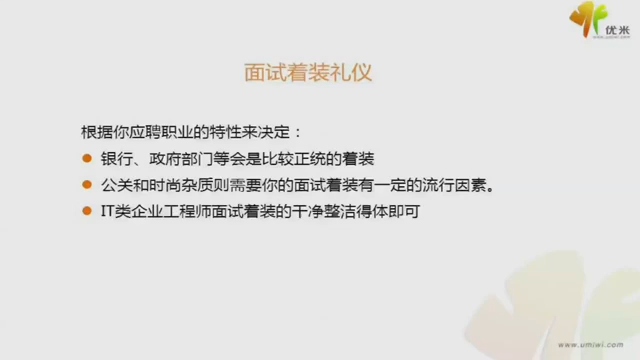 优米
www.umiwi.com
面试着装礼仪
根据你应聘职业的特性来决定：
银行、政府部门等会是比较正统的着装
公关和时尚杂质则需要你的面试着装有一定的流行因素。
IT类企业工程师面试着装的干净整洁得体即可
www.umiwi.com